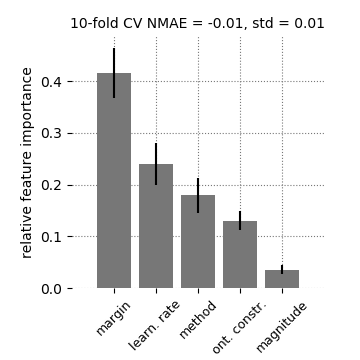 10-fold CV NMAE = -0.01, std = 0.01
relative feature importance
0.4
0.3
0.2
0.1
0.0
margin
learn. rate
method
ont. constr.
magnitude